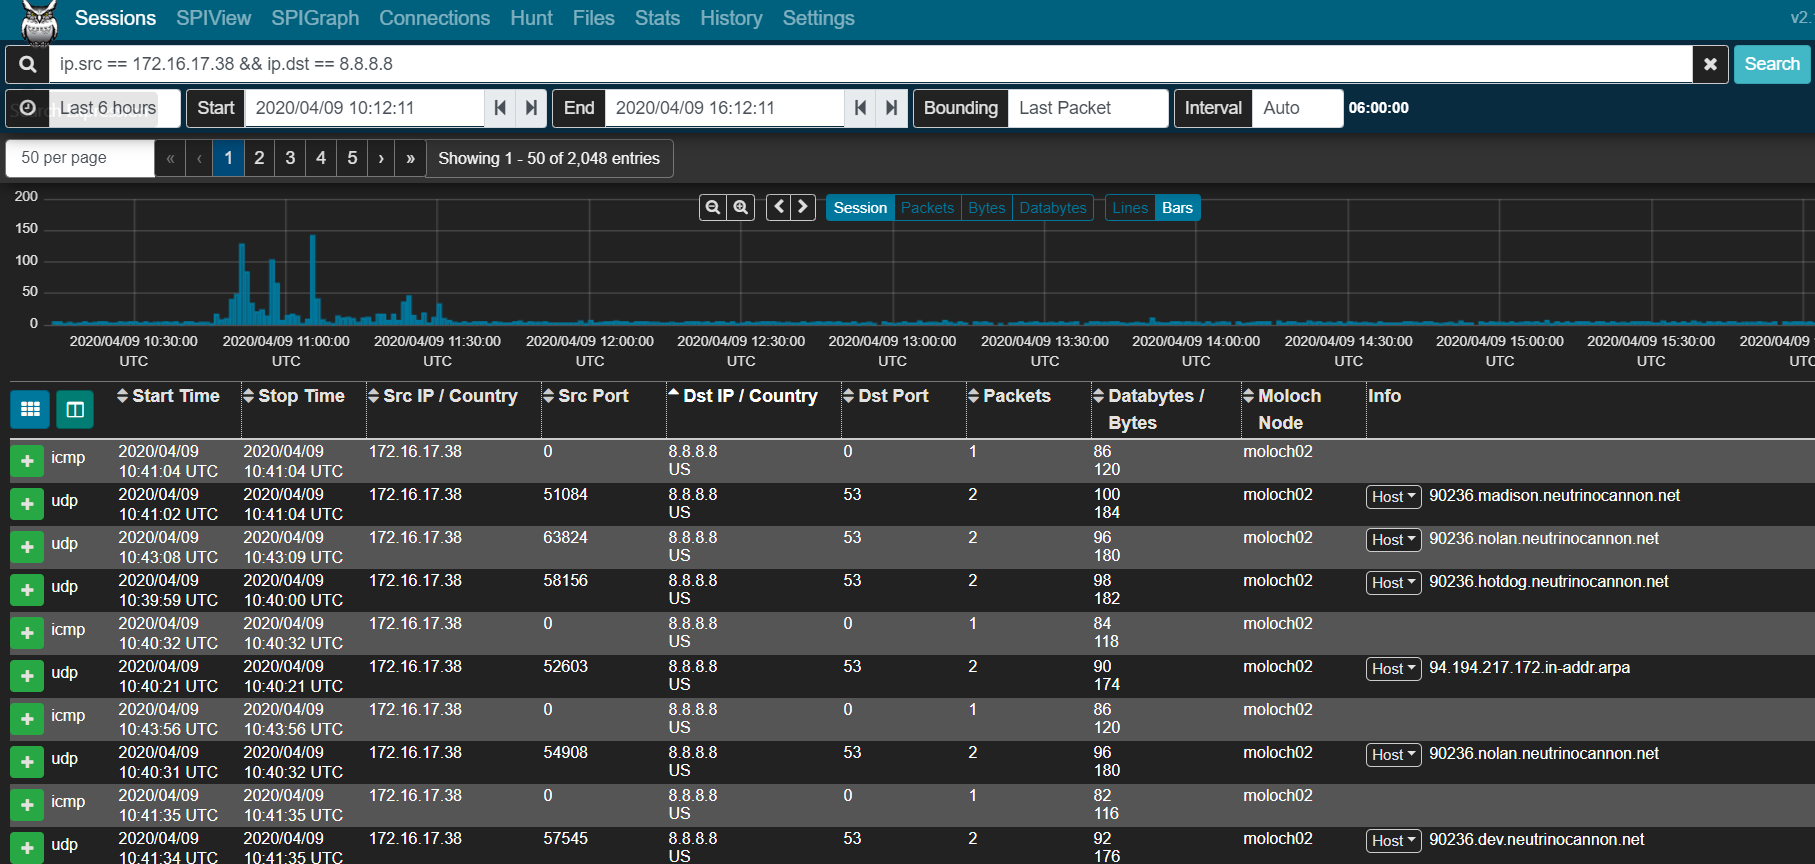 Sessions SPIView SPIGraph Connections Hunt Files Stats History Settings v2.
ip.src == 172.16.17.38 && ip.dst == 8.8.8.8 Search
Last 6 hours Start 2020/04/09 10:12:11 End 2020/04/09 16:12:11 Bounding Last Packet Interval Auto 06:00:00
50 per page « ‹ 1 2 3 4 5 › » Showing 1 - 50 of 2,048 entries
200
150
100
50
0
Session Packets Bytes Databytes Lines Bars
2020/04/09 10:30:00 2020/04/09 11:00:00 2020/04/09 11:30:00 2020/04/09 12:00:00 2020/04/09 12:30:00 2020/04/09 13:00:00 2020/04/09 13:30:00 2020/04/09 14:00:00 2020/04/09 14:30:00 2020/04/09 15:00:00 2020/04/09 15:30:00 2020/04/09
UTC UTC UTC UTC UTC UTC UTC UTC UTC UTC UTC UTC
Start Time Stop Time Src IP / Country Src Port Dst IP / Country Dst Port Packets Databytes / Moloch Info
Bytes Node
icmp 2020/04/09 2020/04/09 172.16.17.38 0 8.8.8.8 0 1 86 moloch02
10:41:04 UTC 10:41:04 UTC US 120
udp 2020/04/09 2020/04/09 172.16.17.38 51084 8.8.8.8 53 2 100 moloch02 Host 90236.madison.neutrinocannon.net
10:41:02 UTC 10:41:04 UTC US 184
udp 2020/04/09 2020/04/09 172.16.17.38 63824 8.8.8.8 53 2 96 moloch02 Host 90236.nolan.neutrinocannon.net
10:43:08 UTC 10:43:09 UTC US 180
udp 2020/04/09 2020/04/09 172.16.17.38 58156 8.8.8.8 53 2 98 moloch02 Host 90236.hotdog.neutrinocannon.net
10:39:59 UTC 10:40:00 UTC US 182
icmp 2020/04/09 2020/04/09 172.16.17.38 0 8.8.8.8 0 1 84 moloch02
10:40:32 UTC 10:40:32 UTC US 118
udp 2020/04/09 2020/04/09 172.16.17.38 52603 8.8.8.8 53 2 90 moloch02 Host 94.194.217.172.in-addr.arpa
10:40:21 UTC 10:40:21 UTC US 174
icmp 2020/04/09 2020/04/09 172.16.17.38 0 8.8.8.8 0 1 86 moloch02
10:43:56 UTC 10:43:56 UTC US 120
udp 2020/04/09 2020/04/09 172.16.17.38 54908 8.8.8.8 53 2 96 moloch02 Host 90236.nolan.neutrinocannon.net
10:40:31 UTC 10:40:32 UTC US 180
icmp 2020/04/09 2020/04/09 172.16.17.38 0 8.8.8.8 0 1 82 moloch02
10:41:35 UTC 10:41:35 UTC US 116
udp 2020/04/09 2020/04/09 172.16.17.38 57545 8.8.8.8 53 2 92 moloch02 Host 90236.dev.neutrinocannon.net
10:41:34 UTC 10:41:35 UTC US 176